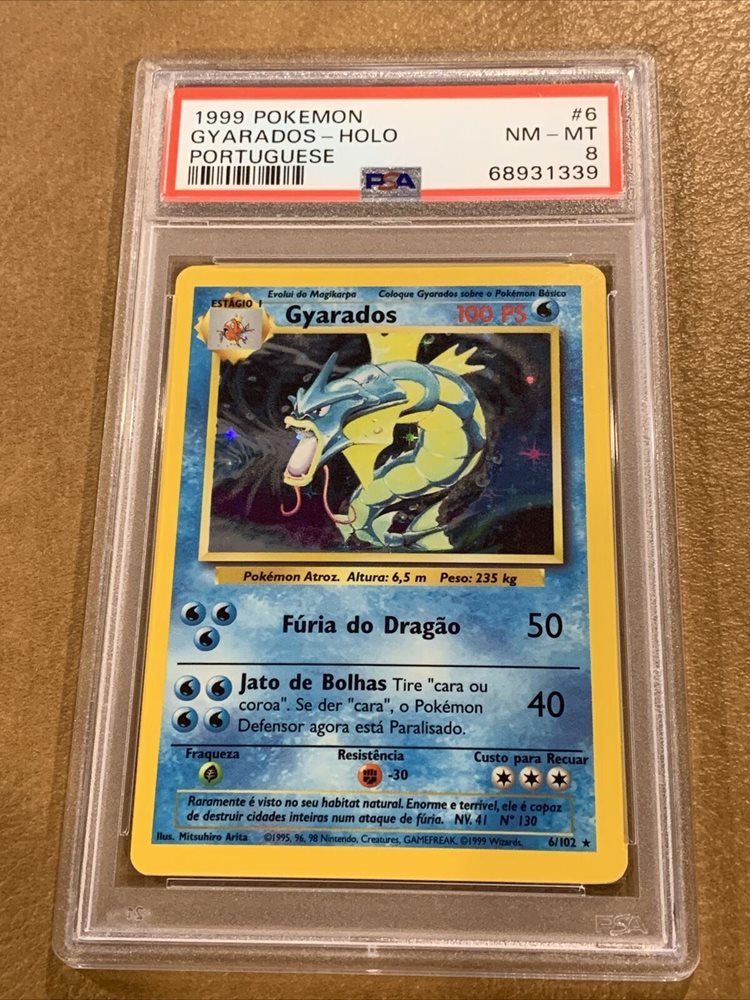 1999 POKEMON #6
GYARADOS – HOLO NM – MT
PORTUGUESE 8
PSA 68931339
Evolui do Magikarpa Coloque Gyarados sobre o Pokémon Básico
ESTÁGIO 1
Gyarados 100 PS
Pokémon Atroz. Altura: 6,5 m Peso: 235 kg
Fúria do Dragão 50
Jato de Bolhas Tire "cara ou
coroa". Se der "cara", o Pokémon 40
Defensor agora está Paralisado.
Fraqueza Resistência Custo para Recuar
-30
Raramente é visto no seu habitat natural. Enorme e terrível, ele é capaz
de destruir cidades inteiras num ataque de fúria. NV. 41 Nº 130
Ilus. Mitsuhiro Arita ©1995, 96, 98 Nintendo, Creatures, GAMEFREAK. ©1999 Wizards. 6/102 ★
PSA